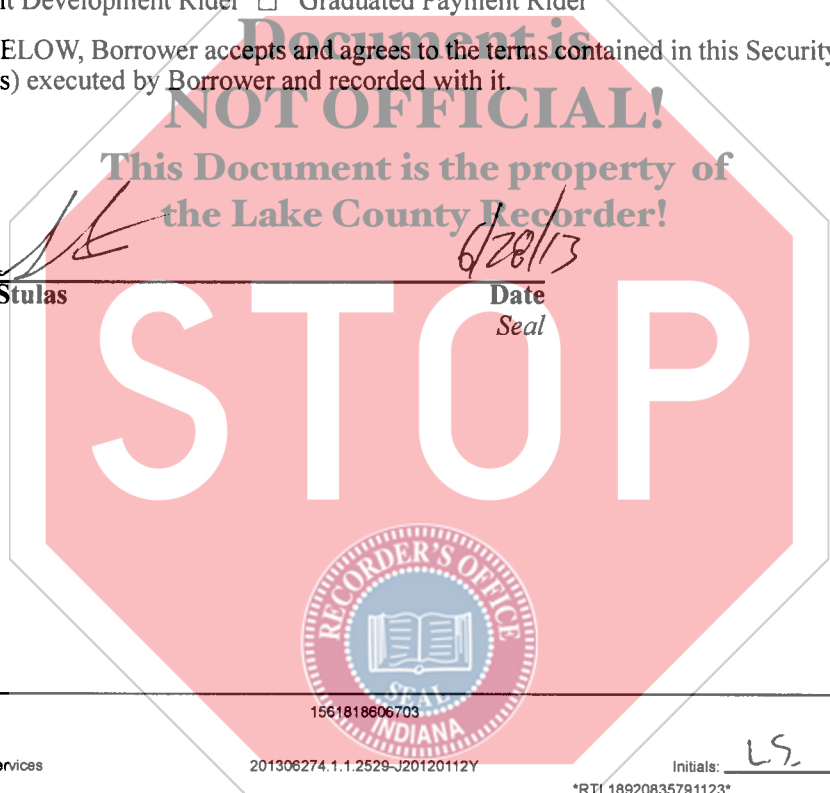 it Development Rider ☐ Graduated Payment Rider
ELOW, Borrower accepts and agrees to the terms contained in this Security
s) executed by Borrower and recorded with it.
Document is
NOT OFFICIAL!
This Document is the property of
the Lake County Recorder!
6/28/13
Stulas Date
Seal
STOP
RECORDER'S OFFICE
SEAL
INDIANA
1561818606703
ervices 201306274.1.1.2529-J20120112Y Initials: L.S.
*RTL18920835791123*